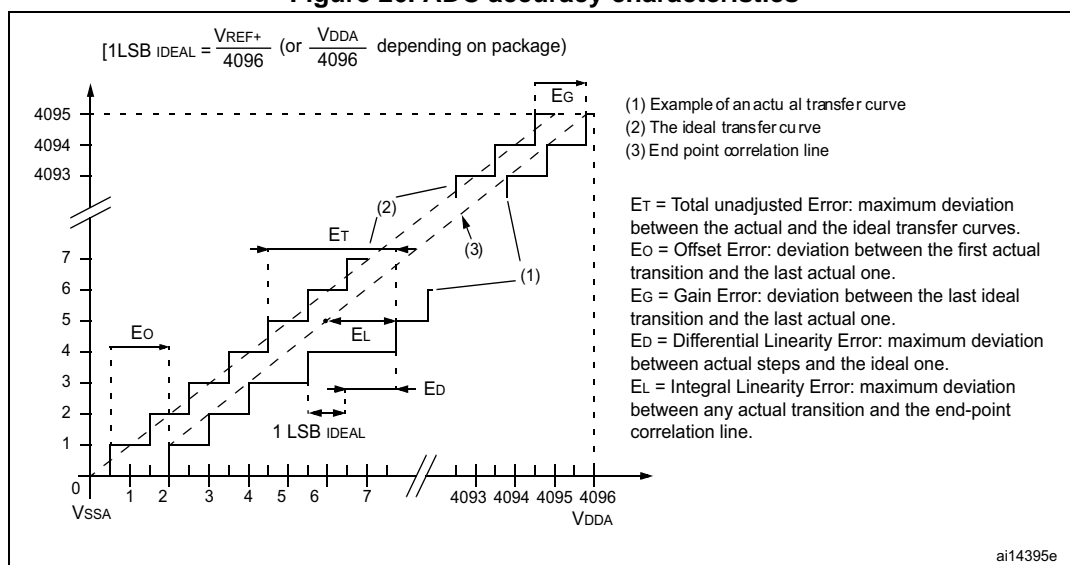 Figure 26. ADC accuracy characteristics
[1LSB IDEAL = VREF+ / 4096 (or VDDA / 4096 depending on package)
EG
4095
4094
4093
7
6
5
4
3
2
1
0
(2)
ET
(3)
(1)
EO
EL
ED
1 LSB IDEAL
1 2 3 4 5 6 7 4093 4094 4095 4096
VSSA
VDDA
(1) Example of an actu al transfer curve
(2) The ideal transfer cu rve
(3) End point correlation line
ET = Total unadjusted Error: maximum deviation
between the actual and the ideal transfer curves.
EO = Offset Error: deviation between the first actual
transition and the last actual one.
EG = Gain Error: deviation between the last ideal
transition and the last actual one.
ED = Differential Linearity Error: maximum deviation
between actual steps and the ideal one.
EL = Integral Linearity Error: maximum deviation
between any actual transition and the end-point
correlation line.
ai14395e